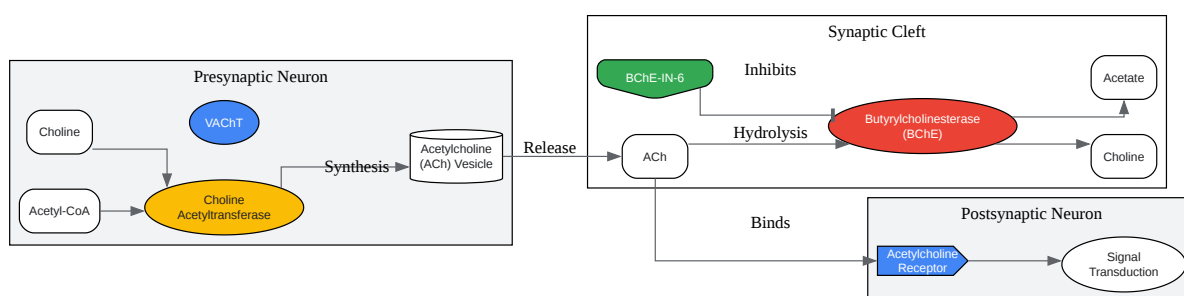 Presynaptic Neuron
Choline
VAChT
Acetyl-CoA
Choline
Acetyltransferase
Synthesis
Acetylcholine
(ACh) Vesicle
Release
Synaptic Cleft
BChE-IN-6
Inhibits
ACh
Hydrolysis
Butyrylcholinesterase
(BChE)
Acetate
Choline
Binds
Postsynaptic Neuron
Acetylcholine
Receptor
Signal
Transduction